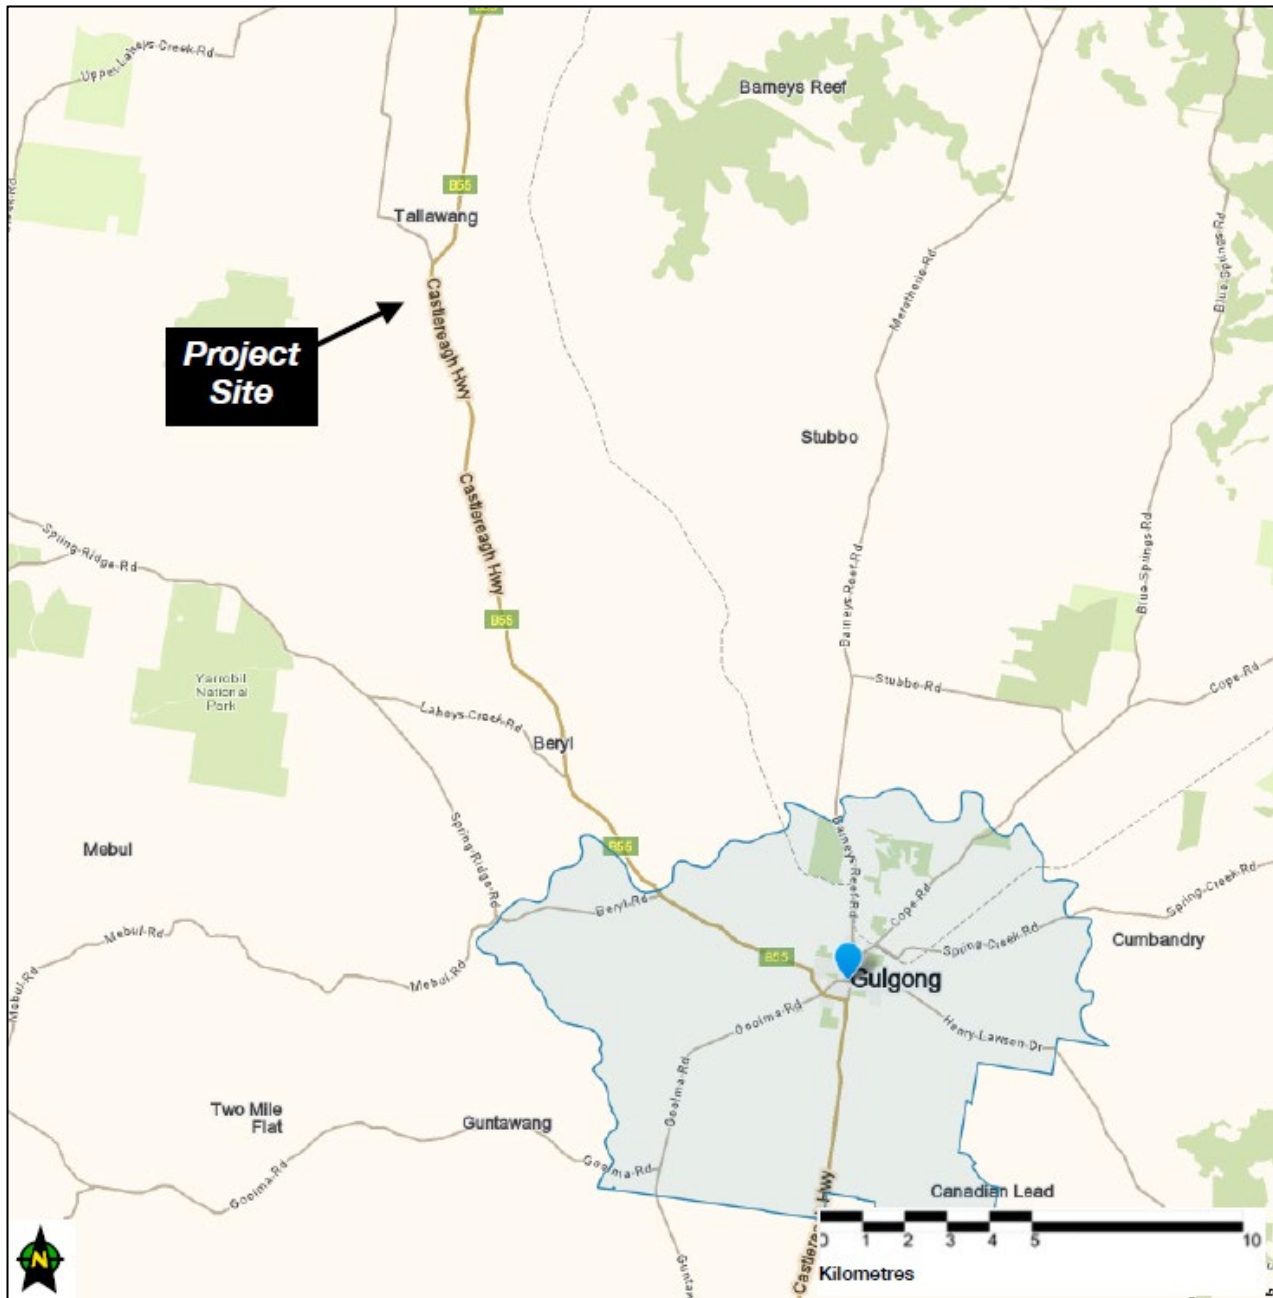 B55
Upper Laheys-Creek-Rd
Barneys Reef
B55
Tallawang
Castlereagh Hwy
Merotherie-Rd
Blue-Springs-Rd
Project
Site
Stubbo
Castlereagh Hwy
Spring-Ridge-Rd
Barneys-Reef-Rd
Blue-Springs-Rd
B55
Yarrobil
National
Park
Stubbo-Rd
Cope-Rd
Laheys-Creek-Rd
Beryl
Mebul
Spring-Ridge-Rd
B55
Barneys-Reef-Rd
Beryl-Rd
Cope-Rd
Spring-Creek-Rd
Mebul-Rd
Spring-Creek-Rd
Cumbandry
B55
Mebul-Rd
Mebul-Rd
Gulgong
Goolma-Rd
Henry-Lawson-Dr
Goolma-Rd
Two Mile
Flat
Guntawang
Goolma-Rd
Goolma-Rd
Canadian Lead
Castlereagh Hwy
0 1 2 3 4 5 10
Kilometres
N